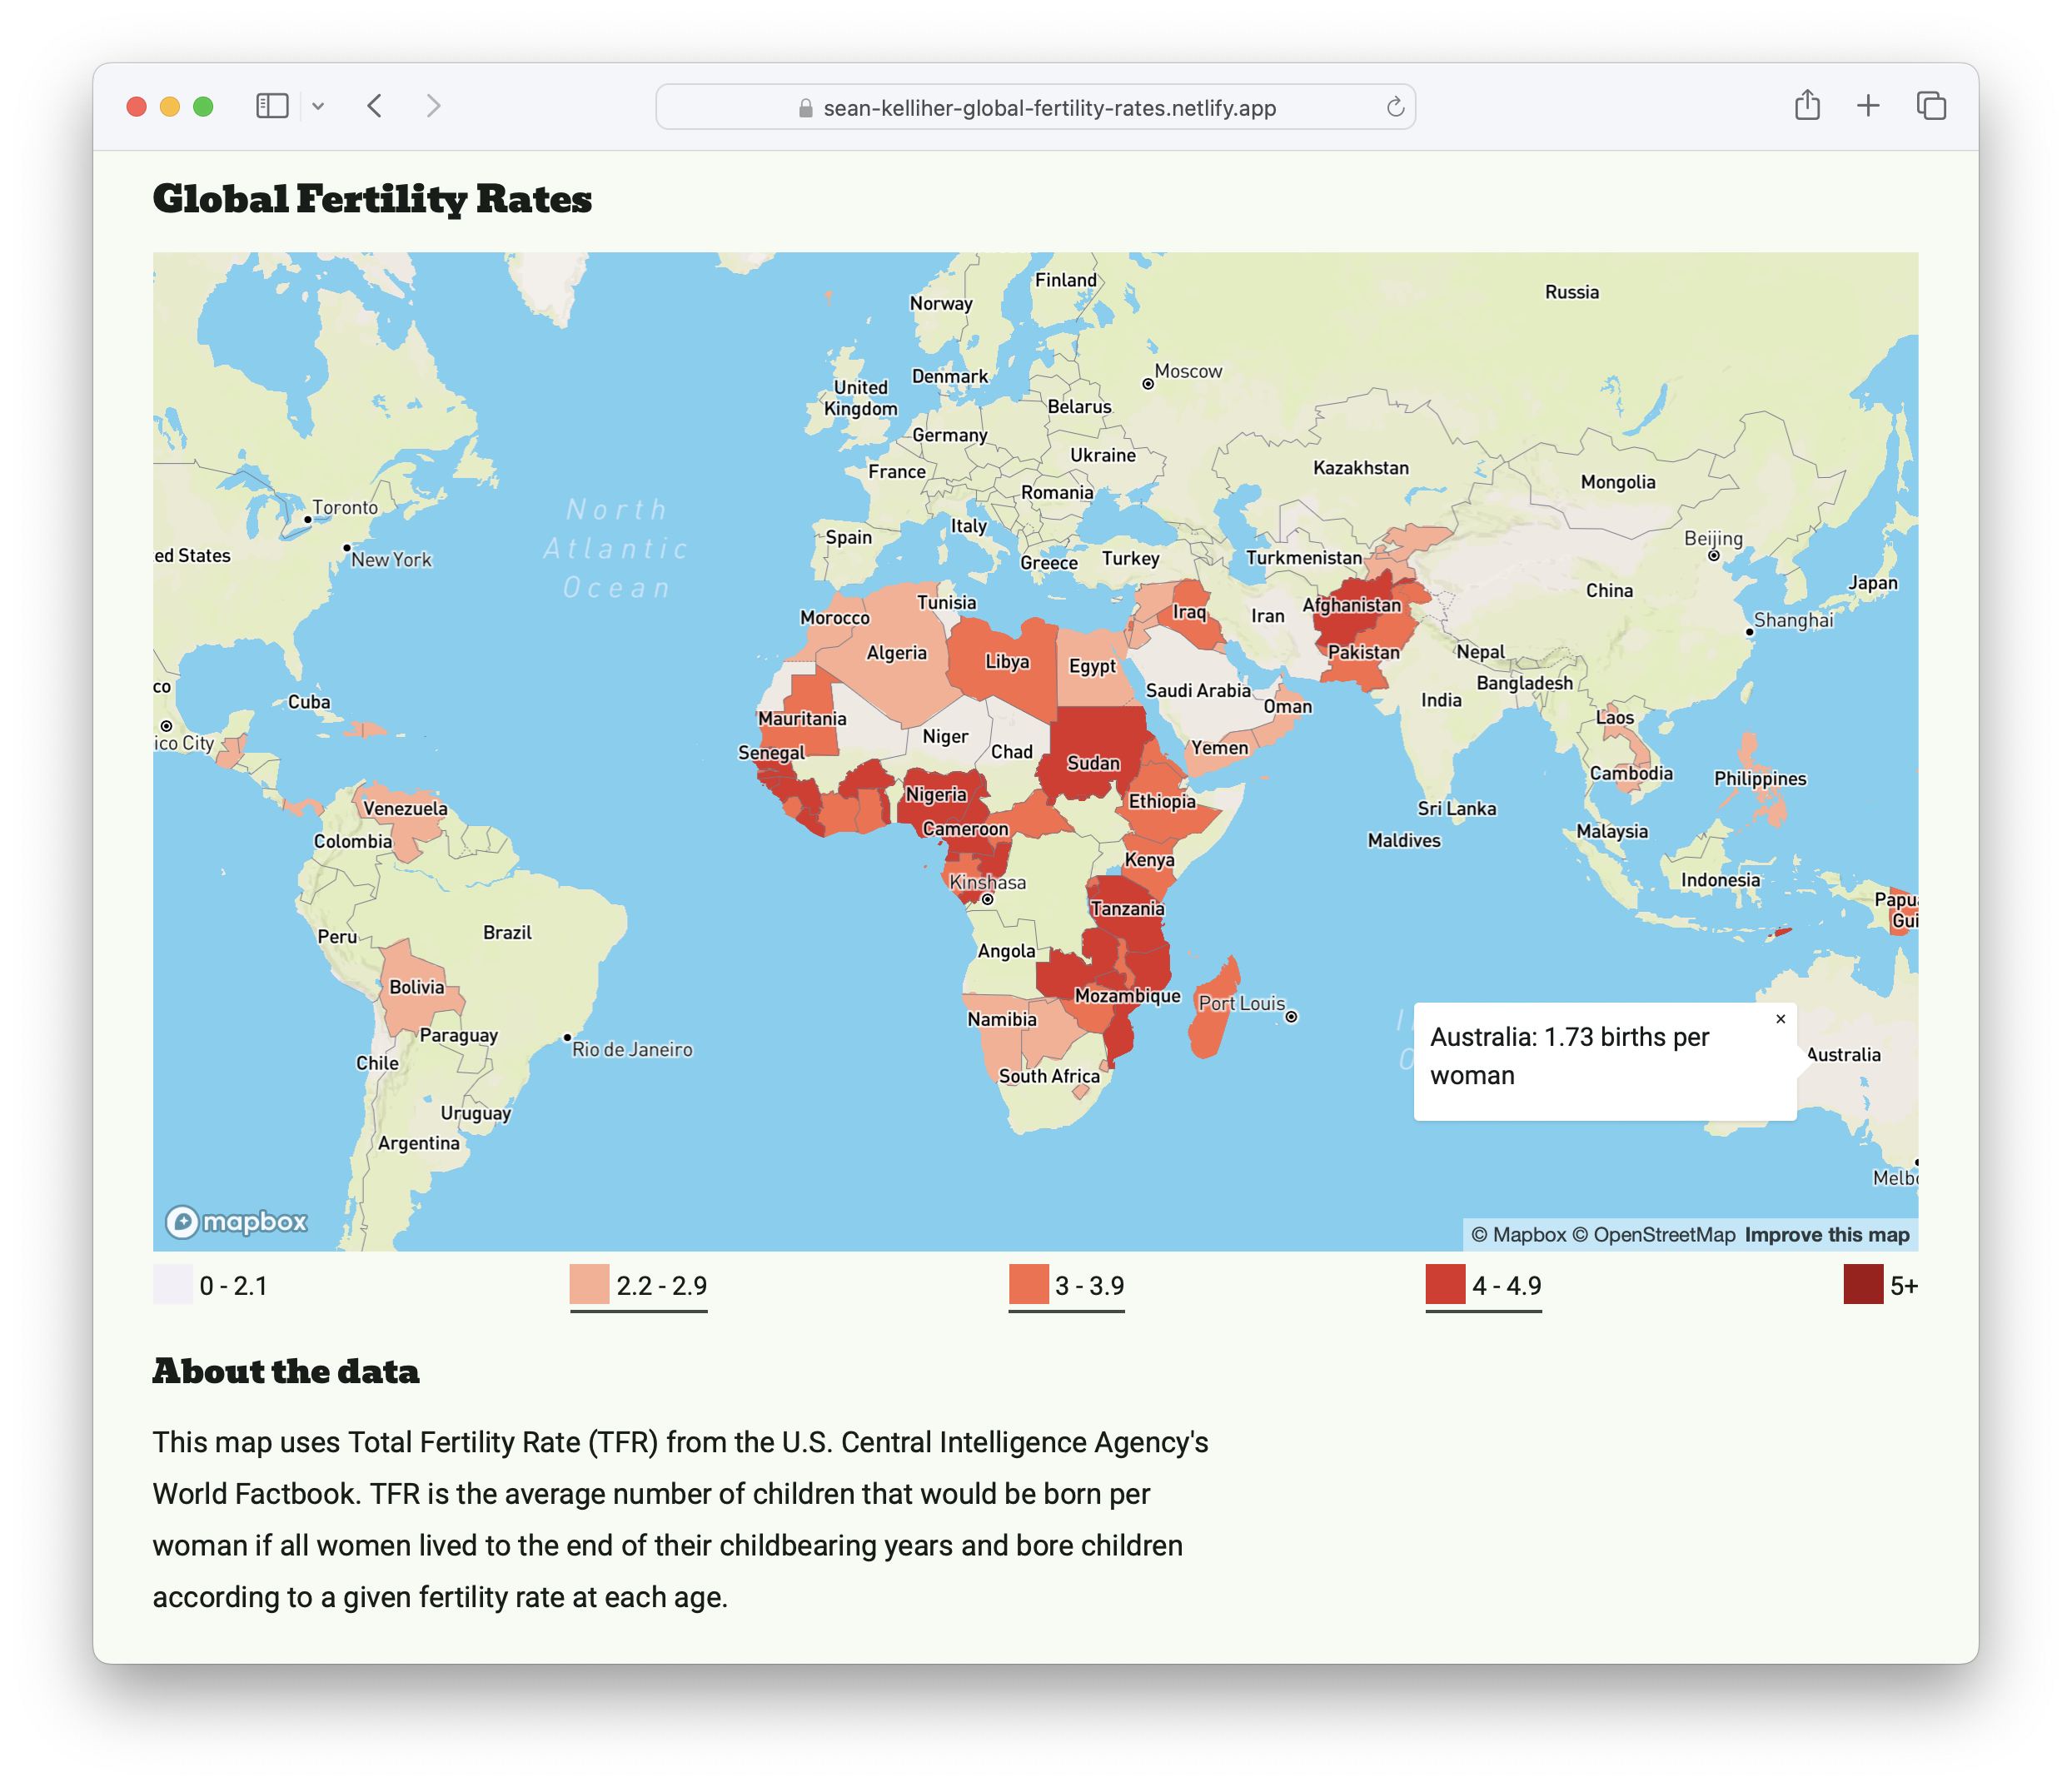 sean-kelliher-global-fertility-rates.netlify.app
Global Fertility Rates
Finland
Russia
Norway
Moscow
Denmark
United
Kingdom
Belarus
Germany
Ukraine
Kazakhstan
France
Mongolia
Romania
Toronto
North
Atlantic
Ocean
Italy
Spain
Beijing
ed States
New York
Greece
Turkey
Turkmenistan
China
Japan
Tunisia
Morocco
Iraq
Iran
Afghanistan
Shanghai
Algeria
Libya
Egypt
Pakistan
Nepal
co
Saudi Arabia
Bangladesh
Cuba
India
Oman
Mauritania
Laos
ico City
Niger
Chad
Yemen
Senegal
Sudan
Cambodia
Philippines
Nigeria
Ethiopia
Venezuela
Sri Lanka
Cameroon
Malaysia
Colombia
Maldives
Kenya
Kinshasa
Indonesia
Papu
Tanzania
Gui
Peru
Brazil
Angola
Bolivia
Mozambique
Port Louis
Namibia
I
O
Australia: 1.73 births per
woman
×
Paraguay
Rio de Janeiro
Australia
Chile
South Africa
Uruguay
Argentina
Melb
mapbox
© Mapbox © OpenStreetMap Improve this map
0 - 2.1
2.2 - 2.9
3 - 3.9
4 - 4.9
5+
About the data
This map uses Total Fertility Rate (TFR) from the U.S. Central Intelligence Agency's
World Factbook. TFR is the average number of children that would be born per
woman if all women lived to the end of their childbearing years and bore children
according to a given fertility rate at each age.